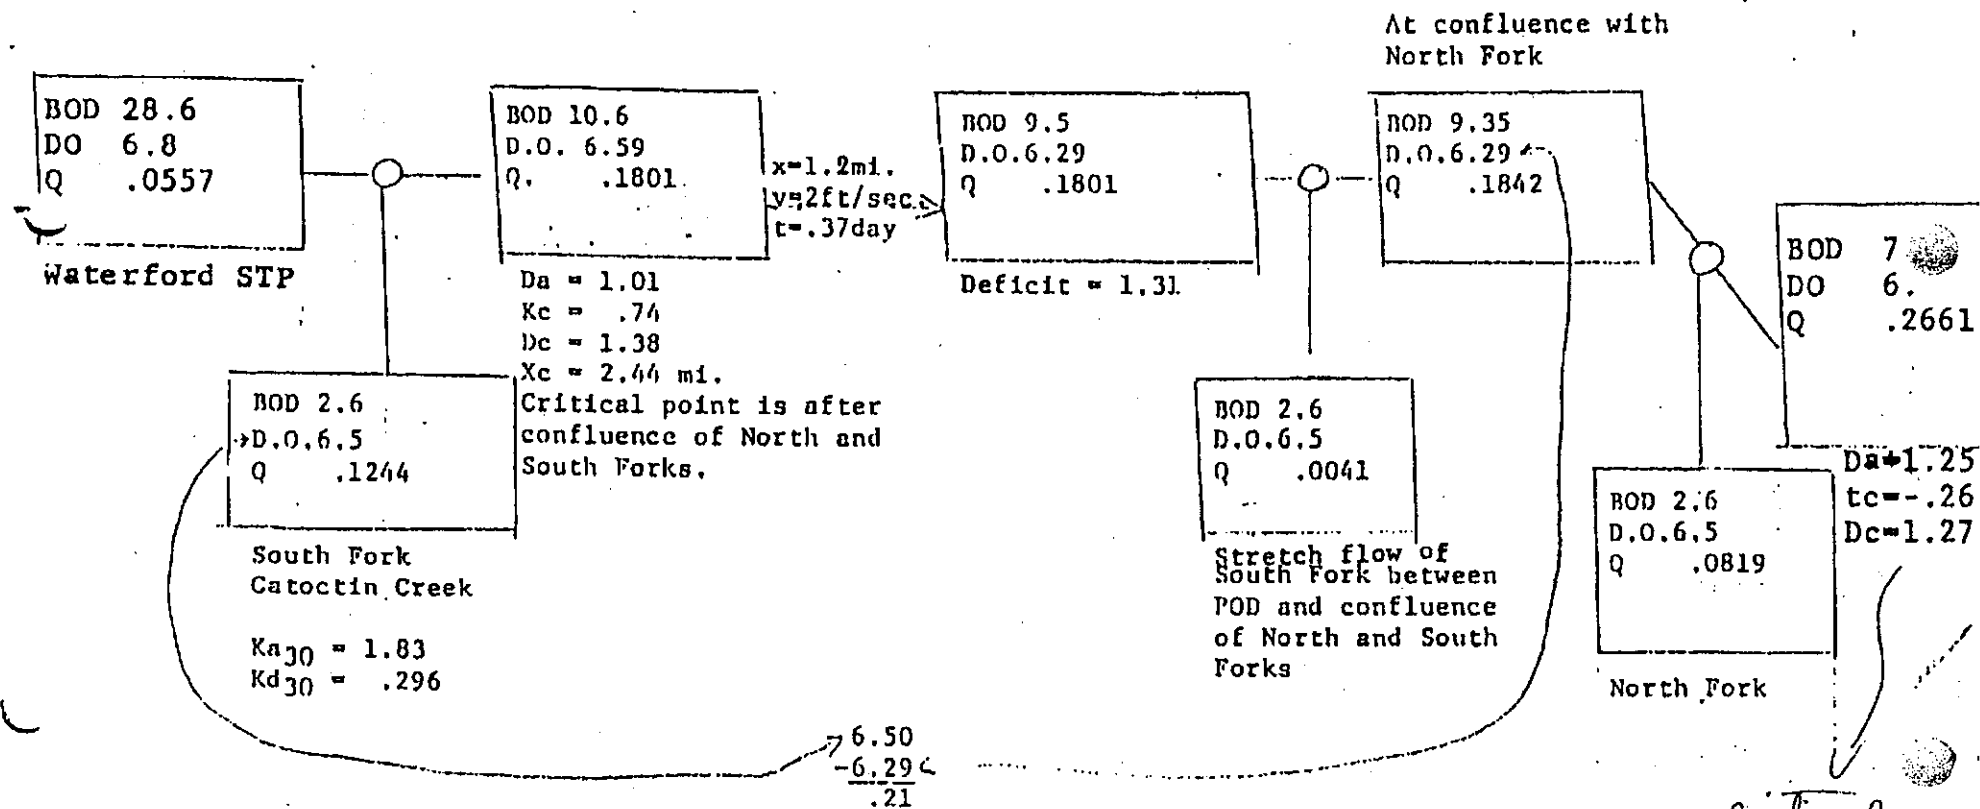 At confluence with
North Fork
BOD 28.6
DO 6.8
Q .0557
Waterford STP
BOD 10.6
D.O. 6.59
Q. .1801
x=1.2mi.
y=2ft/sec.
t=.37day
BOD 9.5
D.O.6.29
Q .1801
Deficit = 1.31
BOD 9.35
D.O.6.29
Q .1842
BOD 7
DO 6.
Q .2661
Da = 1.01
Kc = .74
Dc = 1.38
Xc = 2.44 mi.
Critical point is after
confluence of North and
South Forks.
BOD 2.6
D.O.6.5
Q .1244
South Fork
Catoctin Creek
Ka30 = 1.83
Kd30 = .296
BOD 2.6
D.O.6.5
Q .0041
Stretch flow of
South Fork between
POD and confluence
of North and South
Forks
BOD 2.6
D.O.6.5
Q .0819
North Fork
Da=1.25
tc=-.26
Dc=1.27
6.50
-6.29
.21